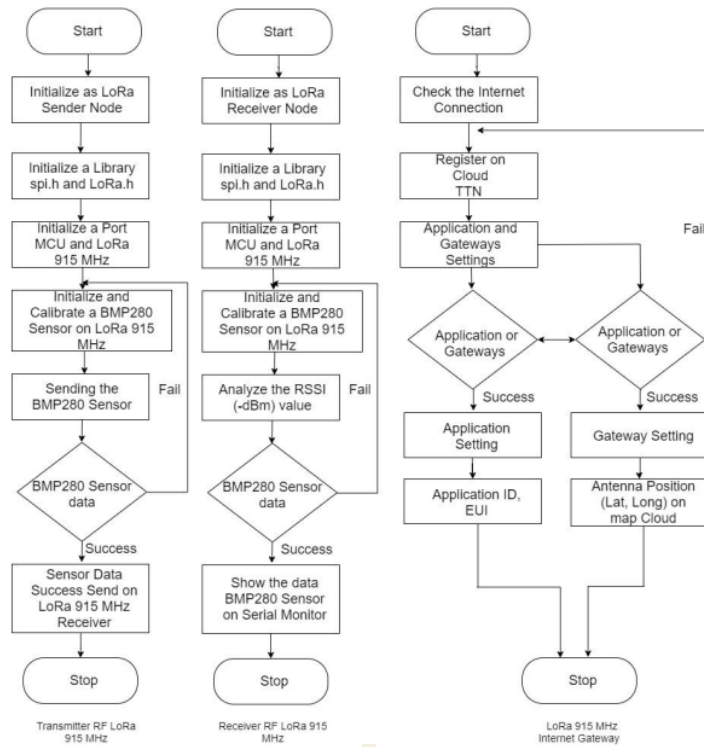 Start
Initialize as LoRa
Sender Node
Initialize a Library
spi.h and LoRa.h
Initialize a Port
MCU and LoRa
915 MHz
Initialize and
Calibrate a BMP280
Sensor on LoRa 915
MHz
Sending the
BMP280 Sensor
Fail
BMP280 Sensor
data
Success
Sensor Data
Success Send on
LoRa 915 MHz
Receiver
Stop
Transmitter RF LoRa
915 MHz
Start
Initialize as LoRa
Receiver Node
Initialize a Library
spi.h and LoRa.h
Initialize a Port
MCU and LoRa
915 MHz
Initialize and
Calibrate a BMP280
Sensor on LoRa 915
MHz
Analyze the RSSI
(-dBm) value
Fail
BMP280 Sensor
data
Success
Show the data
BMP280 Sensor
on Serial Monitor
Stop
Receiver RF LoRa 915
MHz
Start
Check the Internet
Connection
Register on
Cloud
TTN
Application and
Gateways
Settings
Fail
Application or
Gateways
Application or
Gateways
Success
Success
Application
Setting
Gateway Setting
Application ID,
EUI
Antenna Position
(Lat, Long) on
map Cloud
Stop
LoRa 915 MHz
Internet Gateway